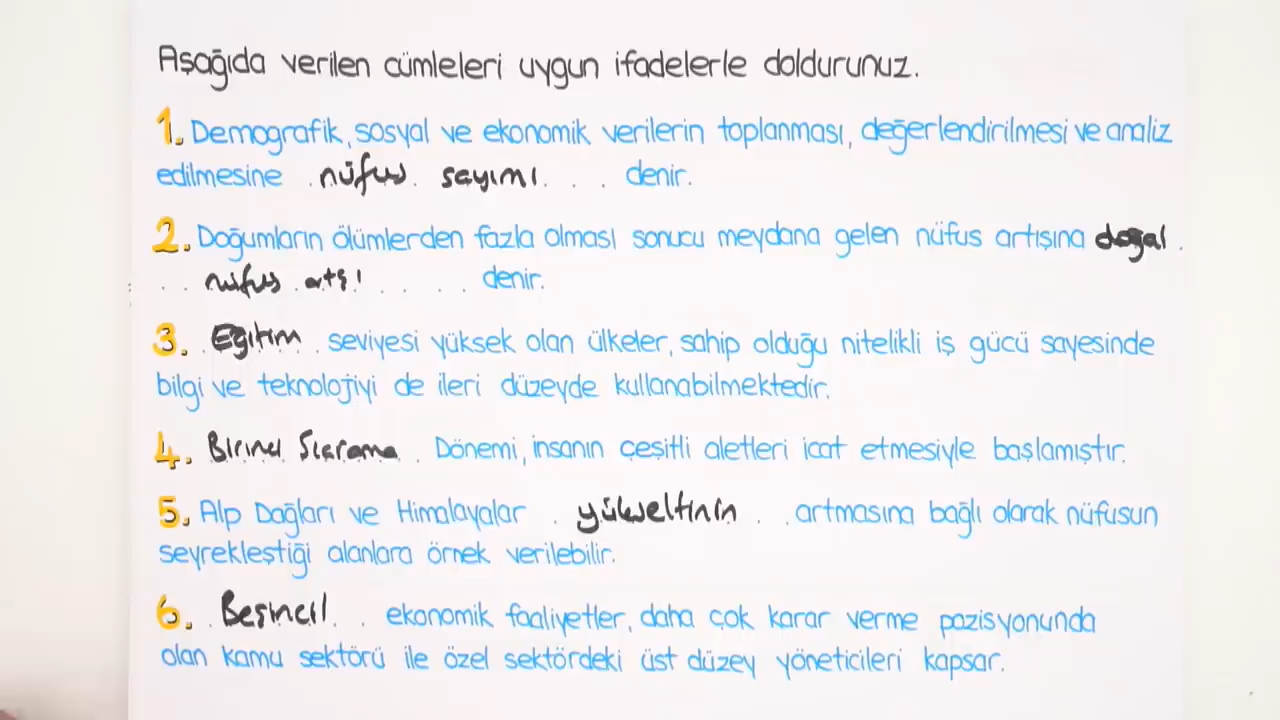 Aşağıda verilen cümleleri uygun ifadelerle doldurunuz.
1. Demografik, sosyal ve ekonomik verilerin toplanması, değerlendirilmesi ve analiz
edilmesine . nüfus . sayımı . . . denir.
2. Doğumların ölümlerden fazla olması sonucu meydana gelen nüfus artışına doğal .
. . nüfus . artşı . . . . denir.
3. . Eğitim . seviyesi yüksek olan ülkeler, sahip olduğu nitelikli iş gücü sayesinde
bilgi ve teknolojiyi de ileri düzeyde kullanabilmektedir.
4. . Birinci Sıçrama . Dönemi, insanın çeşitli aletleri icat etmesiyle başlamıştır.
5. Alp Dağları ve Himalayalar . yükseltinin . . artmasına bağlı olarak nüfusun
seyrekleştiği alanlara örnek verilebilir.
6. . Beşincil . . ekonomik faaliyetler, daha çok karar verme pozisyonunda
olan kamu sektörü ile özel sektördeki üst düzey yöneticileri kapsar.